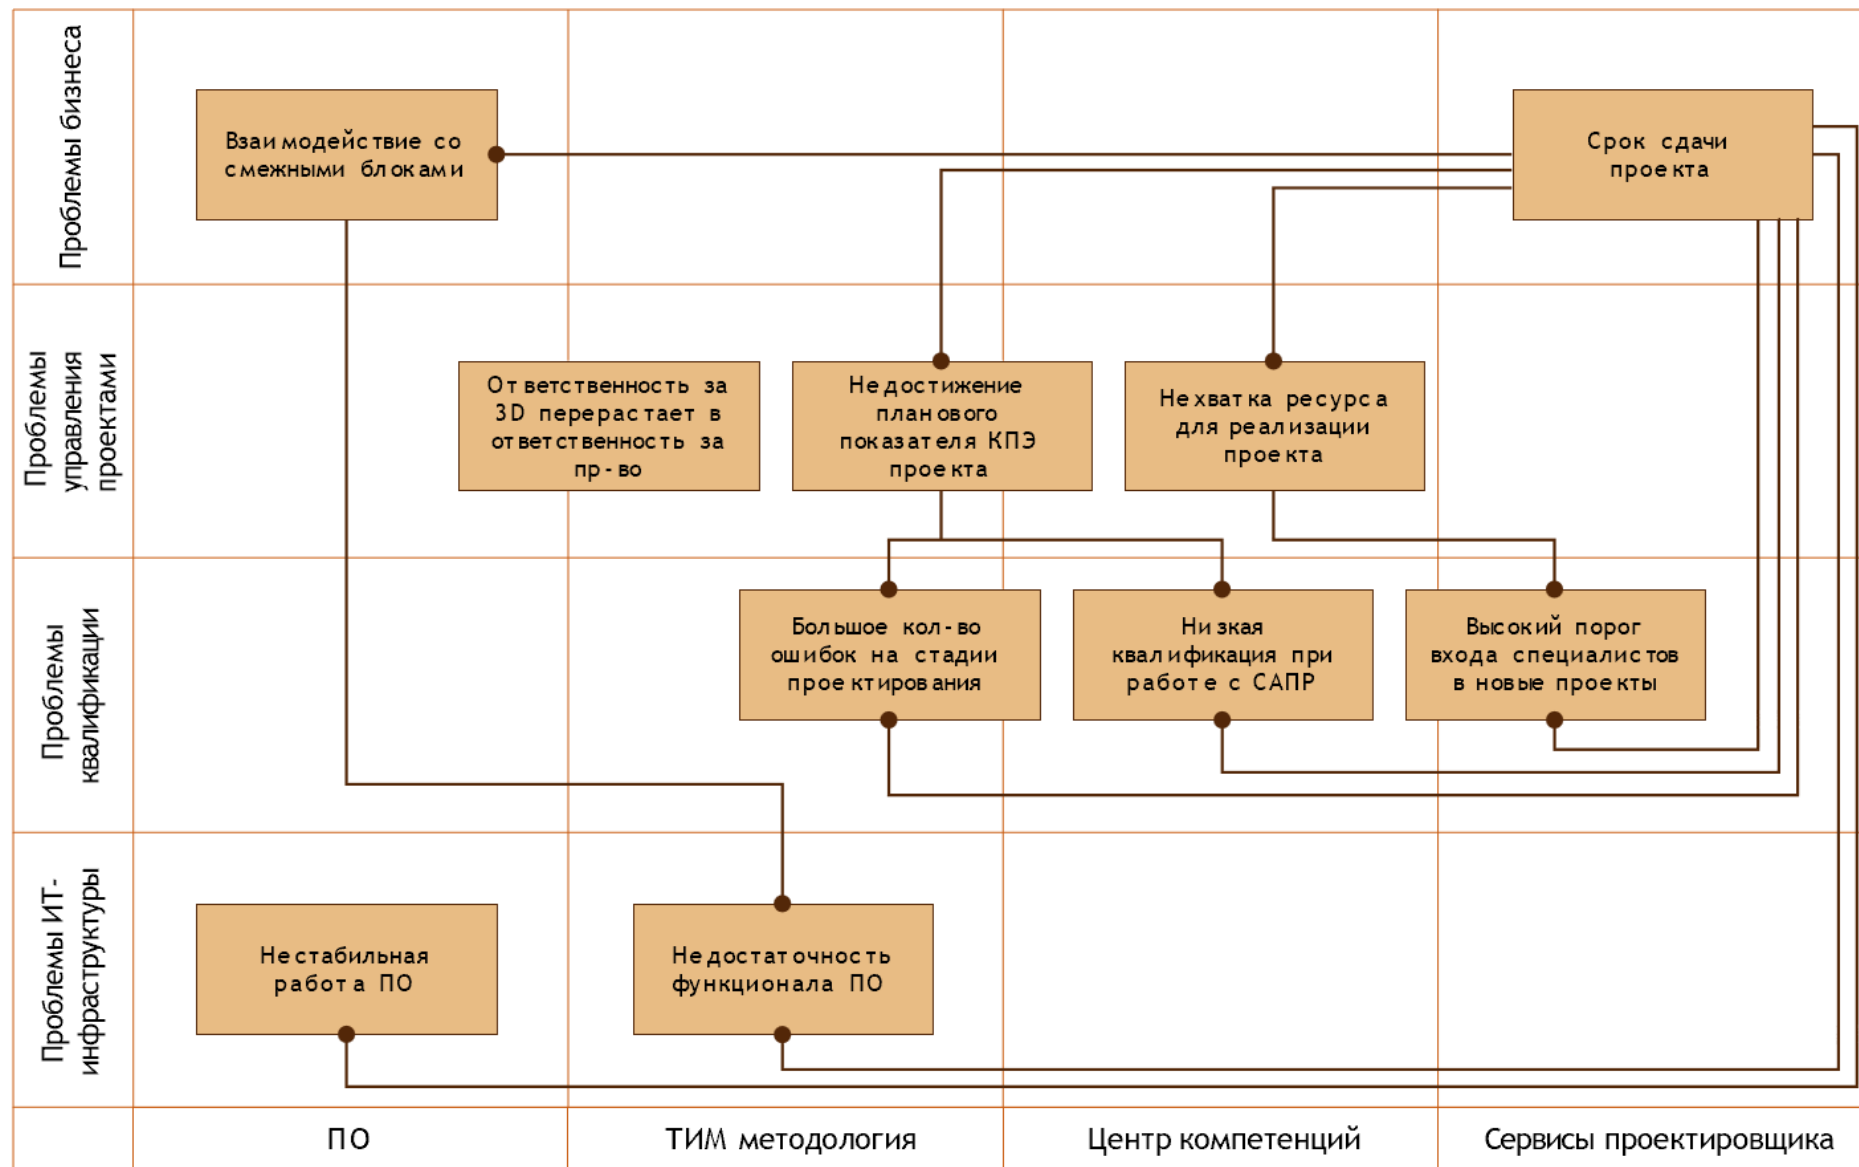 Проблемы бизнеса
Взаимодействие со
смежными блоками
Срок сдачи
проекта
Проблемы
управления
проектами
Ответственность за
3D перерастает в
ответственность за
пр-во
Недостижение
планового
показателя КПЭ
проекта
Нехватка ресурса
для реализации
проекта
Проблемы
квалификации
Большое кол-во
ошибок на стадии
проектирования
Низкая
квалификация при
работе с САПР
Высокий порог
входа специалистов
в новые проекты
Проблемы ИТ-
инфраструктуры
Нестабильная
работа ПО
Недостаточность
функционала ПО
ПО
ТИМ методология
Центр компетенций
Сервисы проектировщика